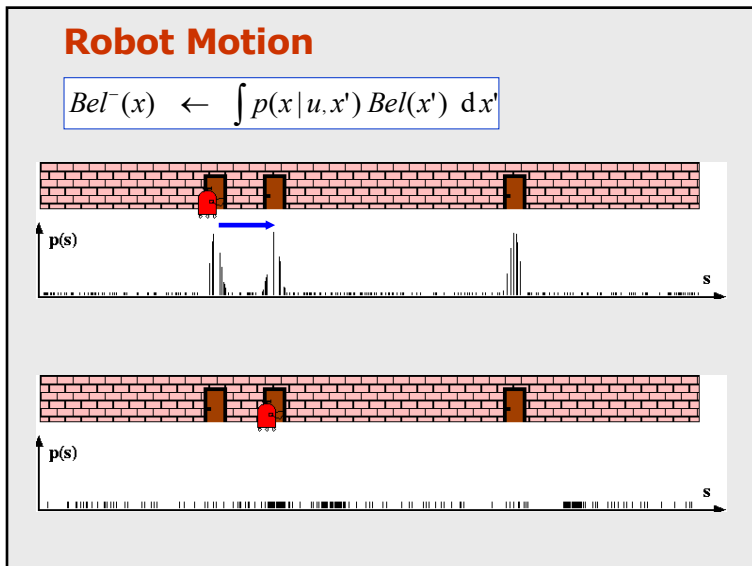 Robot Motion
Bel⁻(x) ← ∫ p(x | u, x') Bel(x') dx'
p(s)
s
p(s)
s